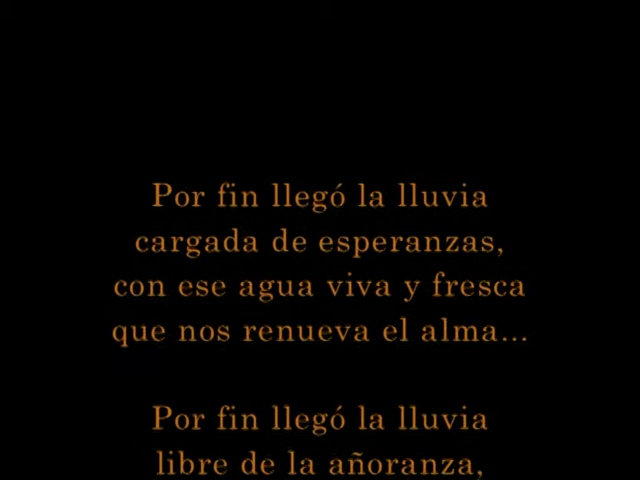 Por fin llegó la lluvia
cargada de esperanzas,
con ese agua viva y fresca
que nos renueva el alma...
Por fin llegó la lluvia
libre de la añoranza,